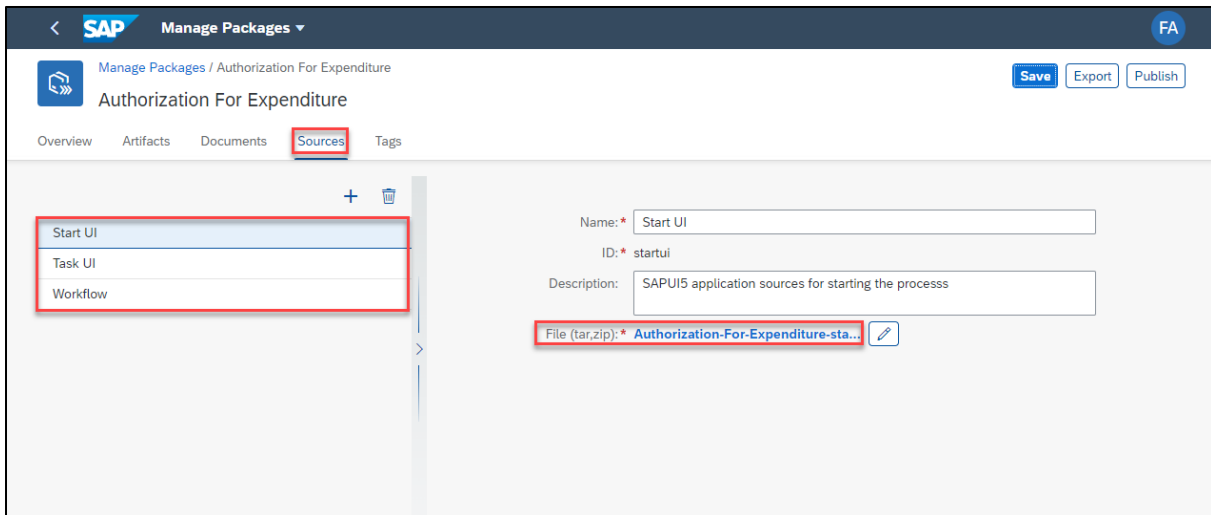 SAP Manage Packages
FA
Manage Packages / Authorization For Expenditure
Authorization For Expenditure
Save Export Publish
Overview Artifacts Documents Sources Tags
Start UI
Task UI
Workflow
Name:* Start UI
ID:* startui
Description: SAPUI5 application sources for starting the processs
File (tar,zip):* Authorization-For-Expenditure-sta...